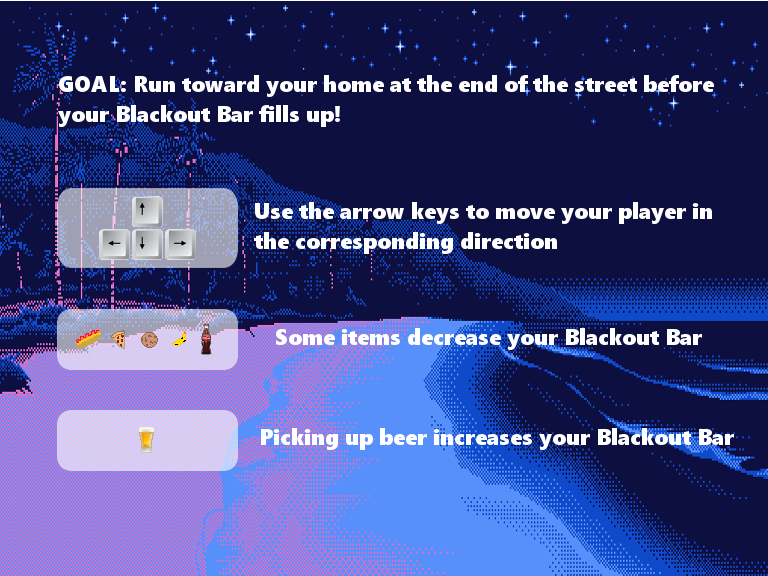 GOAL: Run toward your home at the end of the street before
your Blackout Bar fills up!
↑
← ↓ →
Use the arrow keys to move your player in
the corresponding direction
Some items decrease your Blackout Bar
Picking up beer increases your Blackout Bar